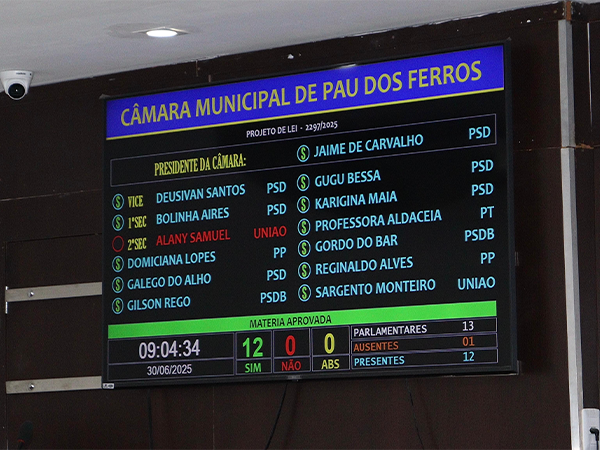 CÂMARA MUNICIPAL DE PAU DOS FERROS
PROJETO DE LEI - 2297/2025
PRESIDENTE DA CÂMARA: S JAIME DE CARVALHO PSD
S VICE DEUSIVAN SANTOS PSD
S 1ºSEC BOLINHA AIRES PSD
2ºSEC ALANY SAMUEL UNIAO
S DOMICIANA LOPES PP
S GALEGO DO ALHO PSD
S GILSON REGO PSDB
S GUGU BESSA PSD
S KARIGINA MAIA PSD
S PROFESSORA ALDACEIA PT
S GORDO DO BAR PSDB
S REGINALDO ALVES PP
S SARGENTO MONTEIRO UNIAO
MATERIA APROVADA
09:04:34
30/06/2025
12 SIM
0 NÃO
0 ABS
PARLAMENTARES 13
AUSENTES 01
PRESENTES 12